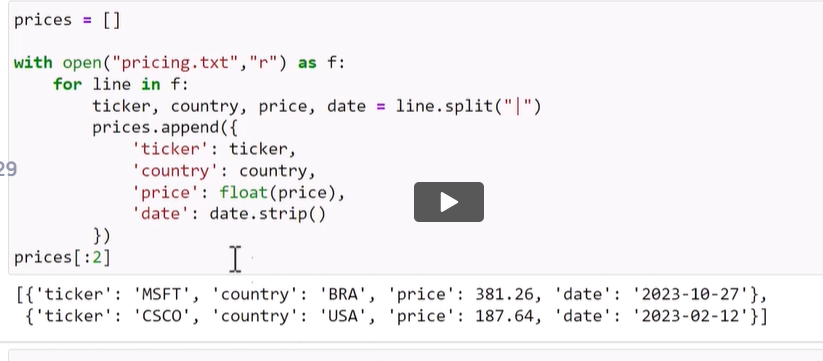 prices = []
with open("pricing.txt","r") as f:
for line in f:
ticker, country, price, date = line.split("|")
prices.append({
'ticker': ticker,
29
'country': country,
'price': float(price),
'date': date.strip()
})
prices[:2]
[{'ticker': 'MSFT', 'country': 'BRA', 'price': 381.26, 'date': '2023-10-27'},
{'ticker': 'CSCO', 'country': 'USA', 'price': 187.64, 'date': '2023-02-12'}]